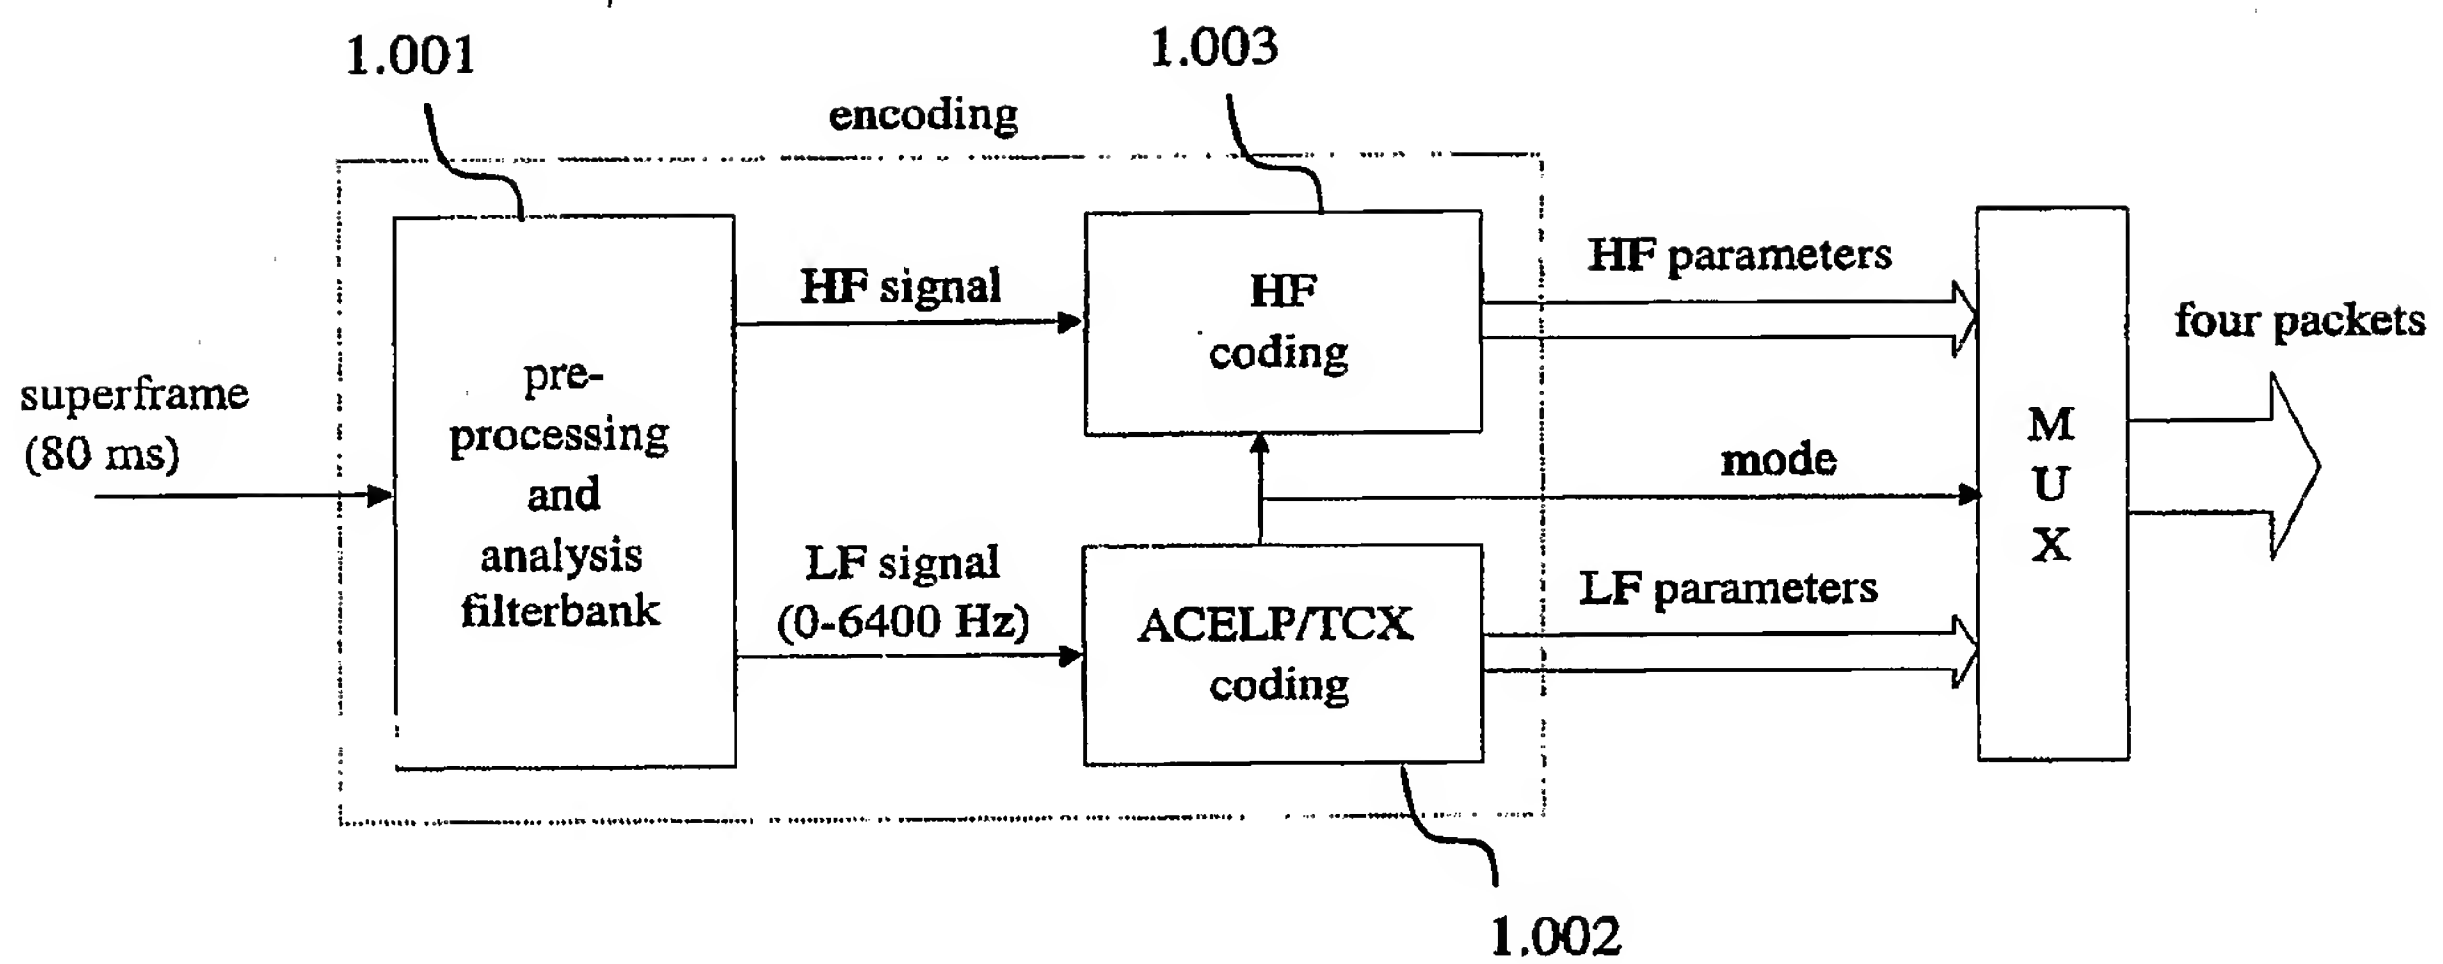 1.001
1.003
encoding
superframe
(80 ms)
pre-
processing
and
analysis
filterbank
HF signal
LF signal
(0-6400 Hz)
HF
coding
ACELP/TCX
coding
HF parameters
mode
LF parameters
M
U
X
four packets
1.002